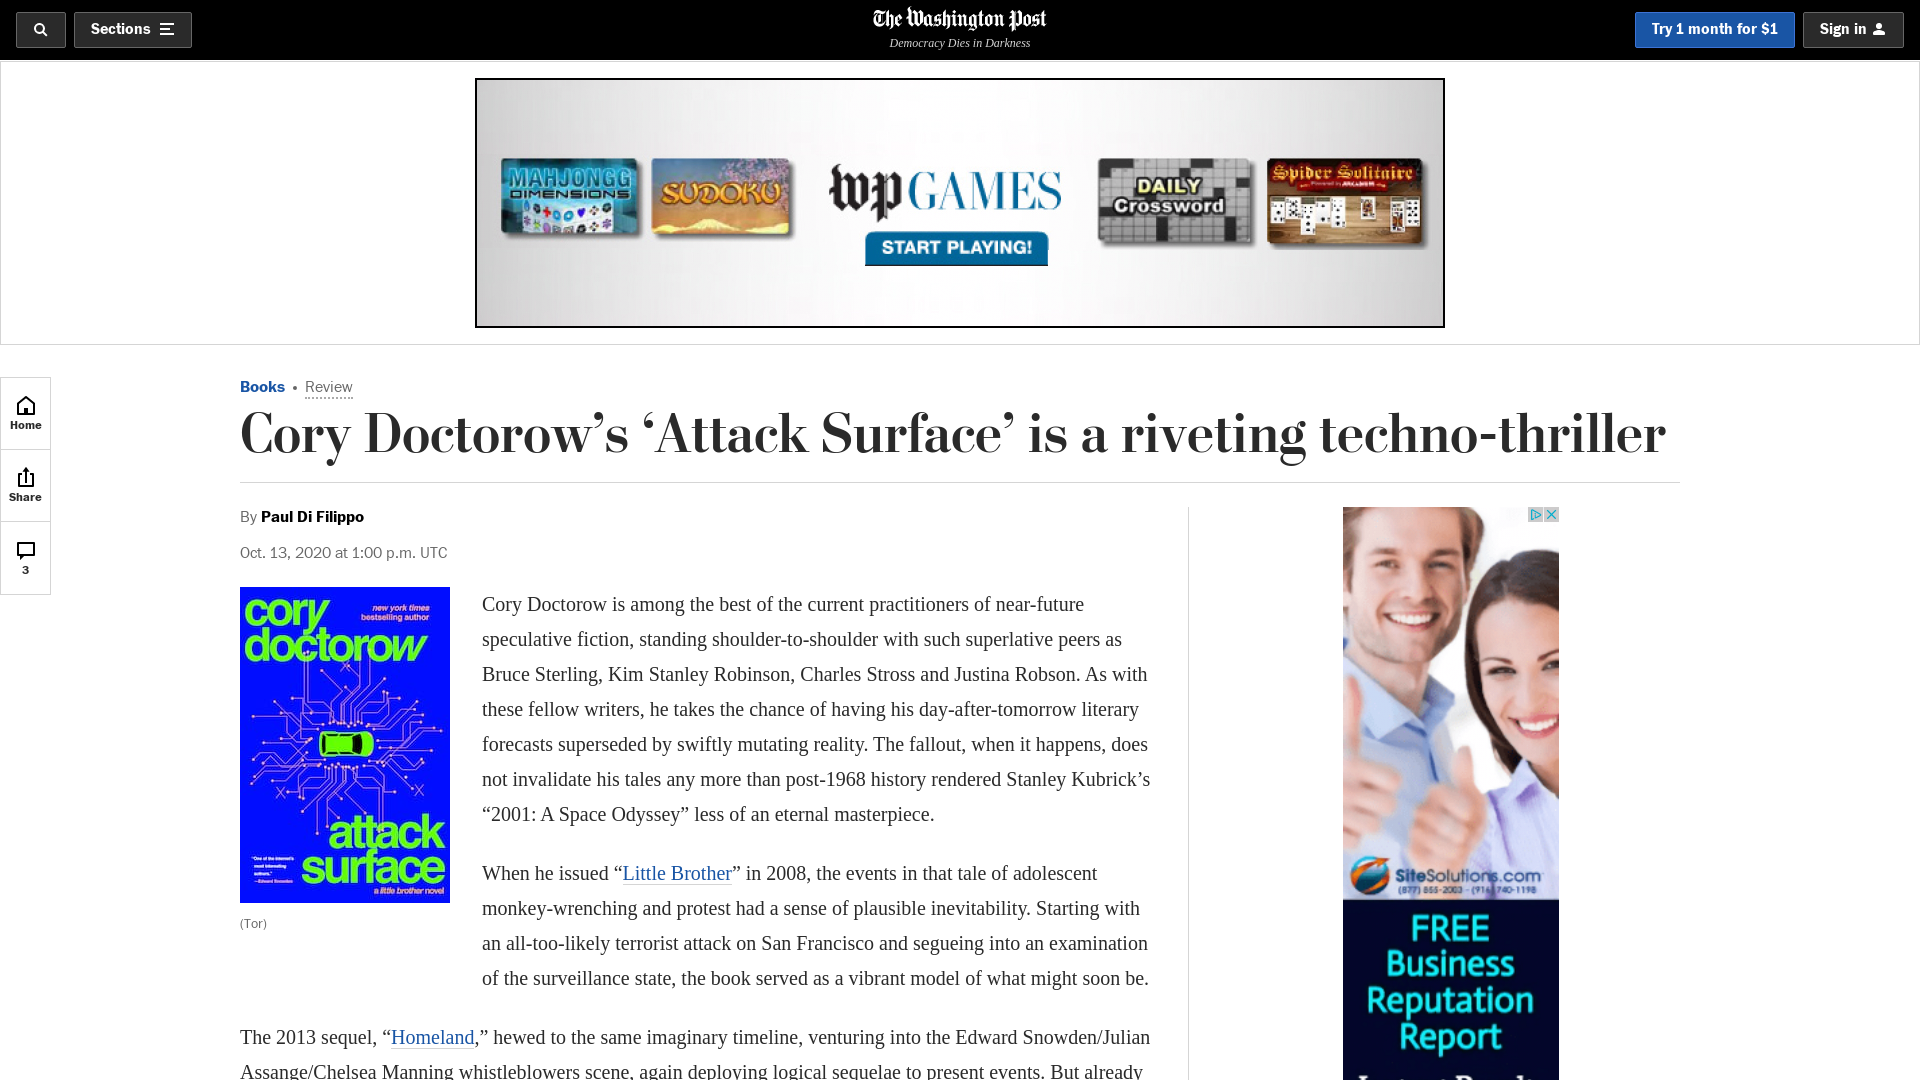 Sections
The Washington Post
Democracy Dies in Darkness
Try 1 month for $1
Sign in
MAHJONGG
DIMENSIONS
SUDOKU
wp GAMES
START PLAYING!
DAILY
Crossword
Spider Solitaire
Home
Share
3
Books • Review
Cory Doctorow’s ‘Attack Surface’ is a riveting techno-thriller
By Paul Di Filippo
Oct. 13, 2020 at 1:00 p.m. UTC
cory
doctorow
new york times
bestselling author
attack
surface
a little brother novel
"One of the internet's
most interesting
authors."
—Edward Snowden
(Tor)
Cory Doctorow is among the best of the current practitioners of near-future
speculative fiction, standing shoulder-to-shoulder with such superlative peers as
Bruce Sterling, Kim Stanley Robinson, Charles Stross and Justina Robson. As with
these fellow writers, he takes the chance of having his day-after-tomorrow literary
forecasts superseded by swiftly mutating reality. The fallout, when it happens, does
not invalidate his tales any more than post-1968 history rendered Stanley Kubrick’s
“2001: A Space Odyssey” less of an eternal masterpiece.
When he issued “Little Brother” in 2008, the events in that tale of adolescent
monkey-wrenching and protest had a sense of plausible inevitability. Starting with
an all-too-likely terrorist attack on San Francisco and segueing into an examination
of the surveillance state, the book served as a vibrant model of what might soon be.
The 2013 sequel, “Homeland,” hewed to the same imaginary timeline, venturing into the Edward Snowden/Julian
Assange/Chelsea Manning whistleblowers scene, again deploying logical sequelae to present events. But already
SiteSolutions.com
(877) 855-2003 - (916) 740-1198
FREE
Business
Reputation
Report